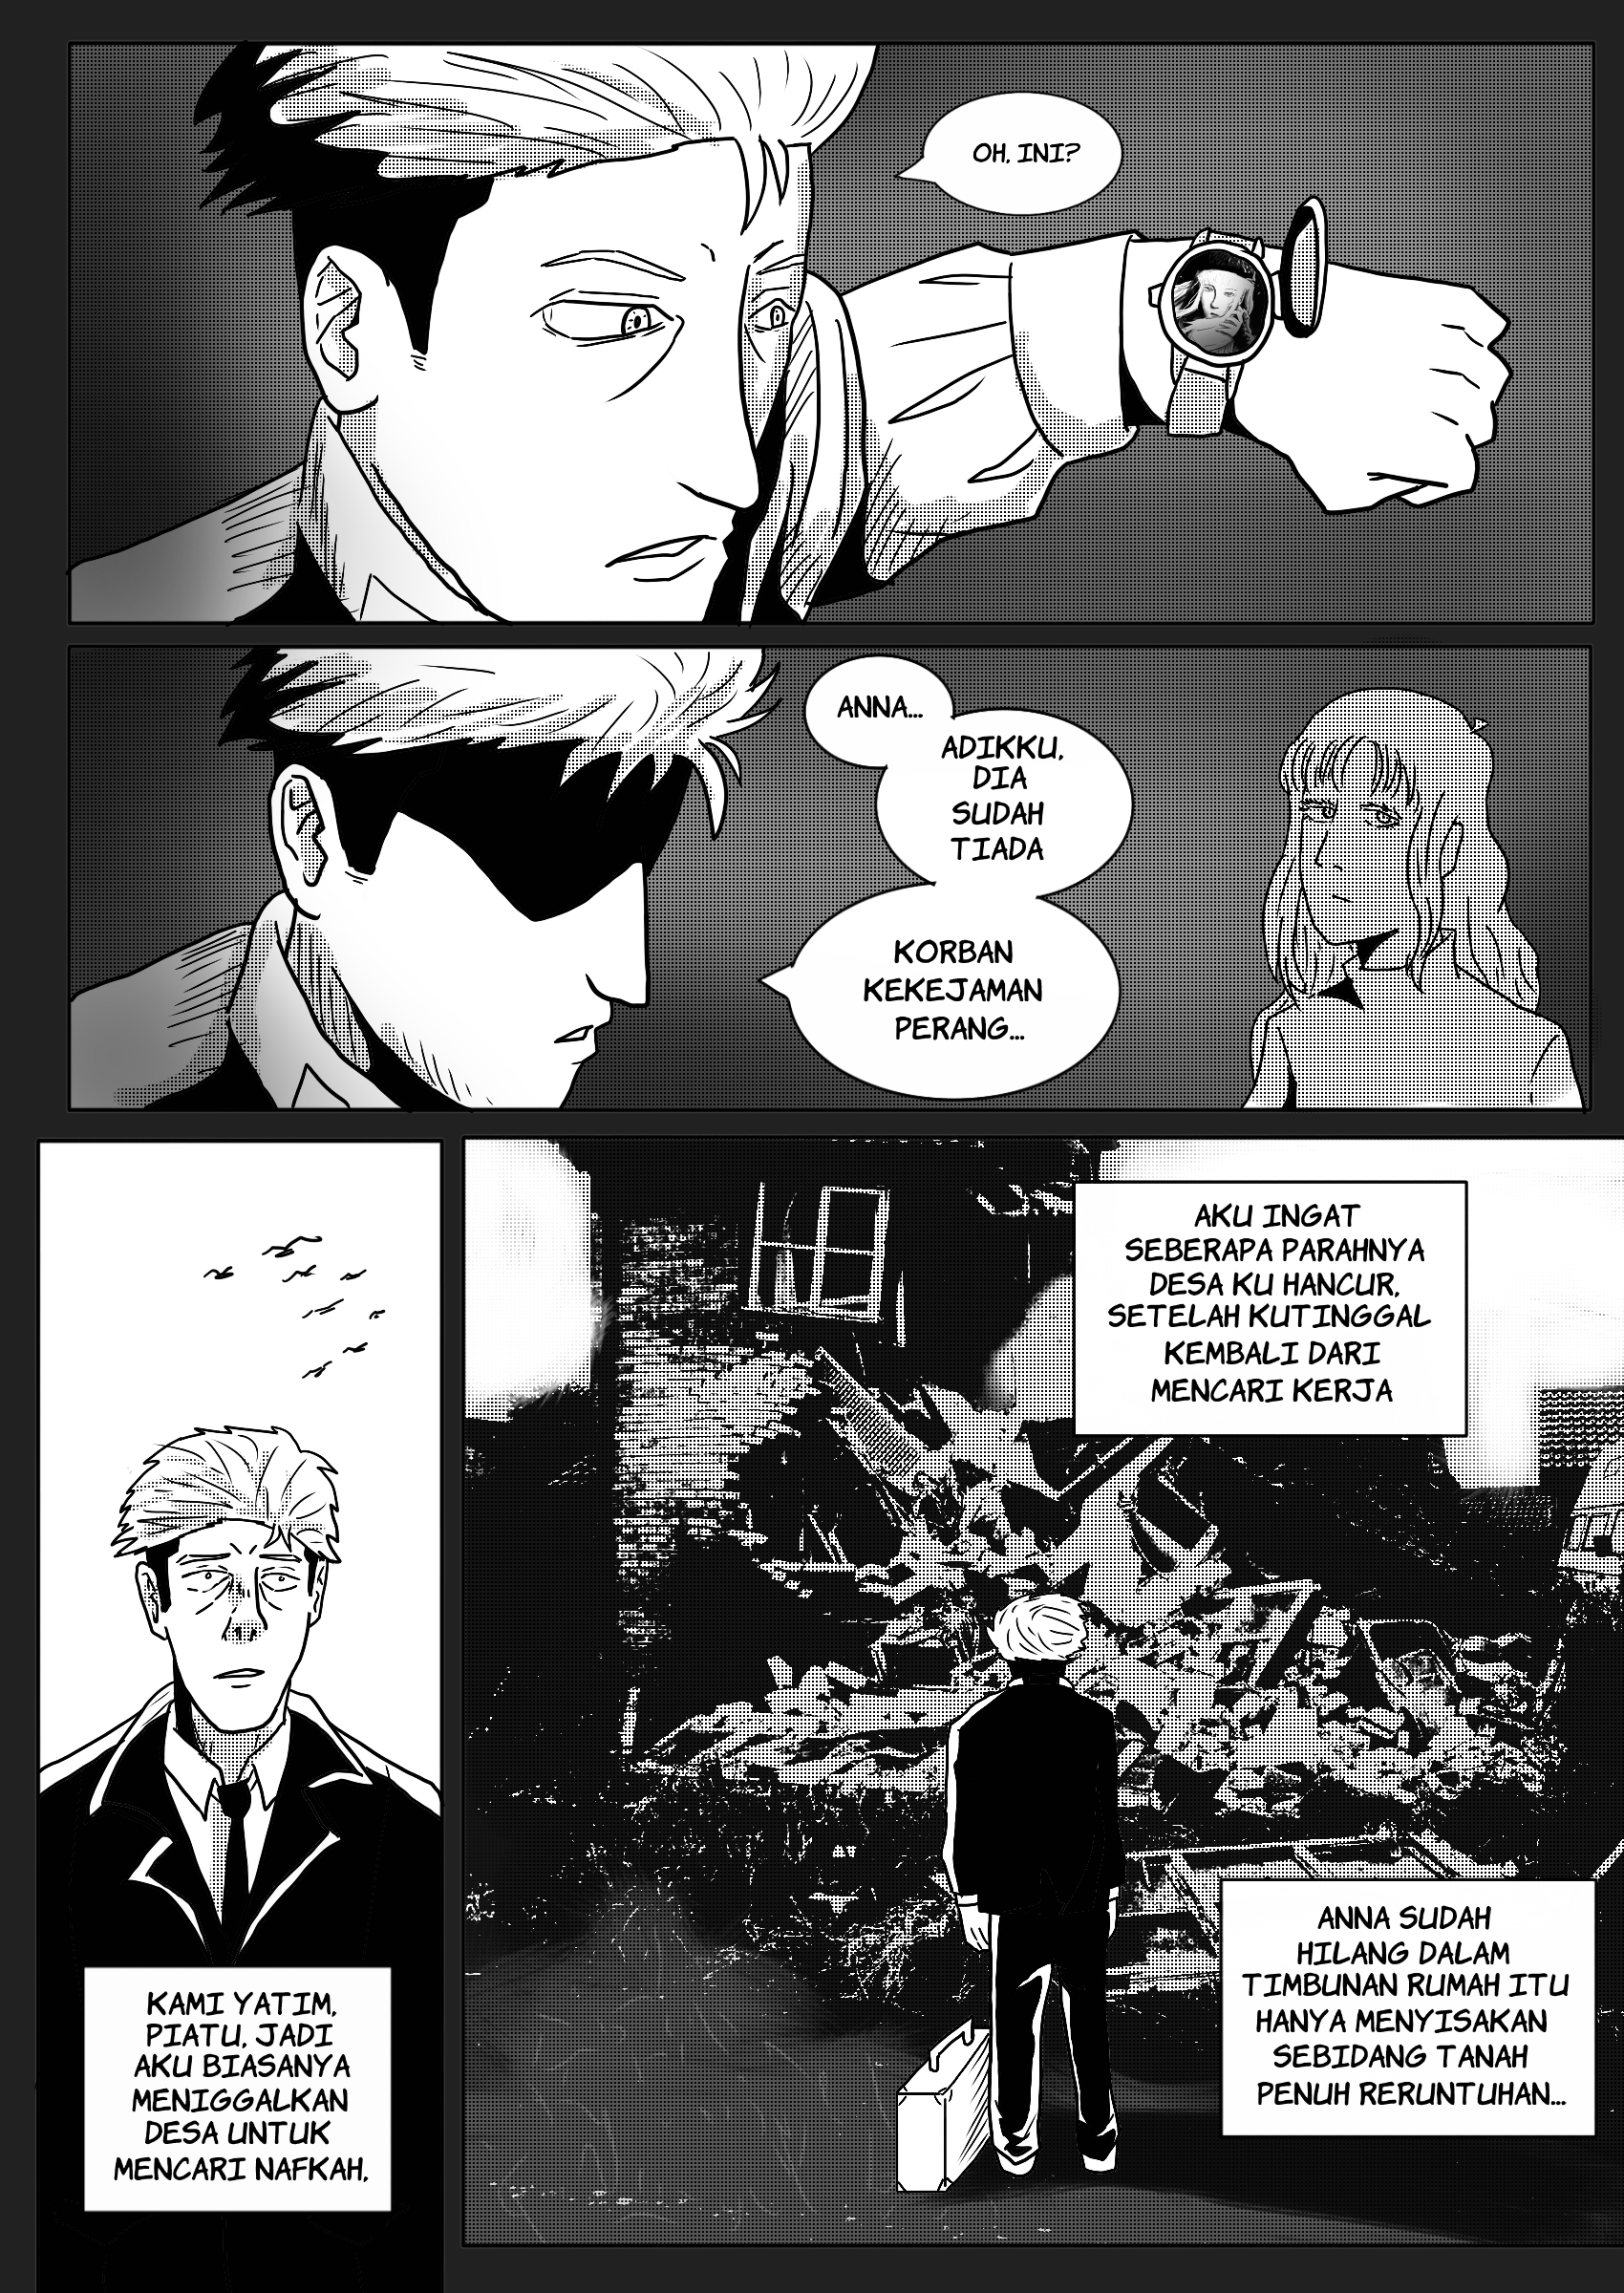 OH, INI?
ANNA...
ADIKKU,
DIA
SUDAH
TIADA
KORBAN
KEKEJAMAN
PERANG...
KAMI YATIM,
PIATU, JADI
AKU BIASANYA
MENIGGALKAN
DESA UNTUK
MENCARI NAFKAH.
AKU INGAT
SEBERAPA PARAHNYA
DESA KU HANCUR,
SETELAH KUTINGGAL
KEMBALI DARI
MENCARI KERJA
ANNA SUDAH
HILANG DALAM
TIMBUNAN RUMAH ITU
HANYA MENYISAKAN
SEBIDANG TANAH
PENUH RERUNTUHAN...